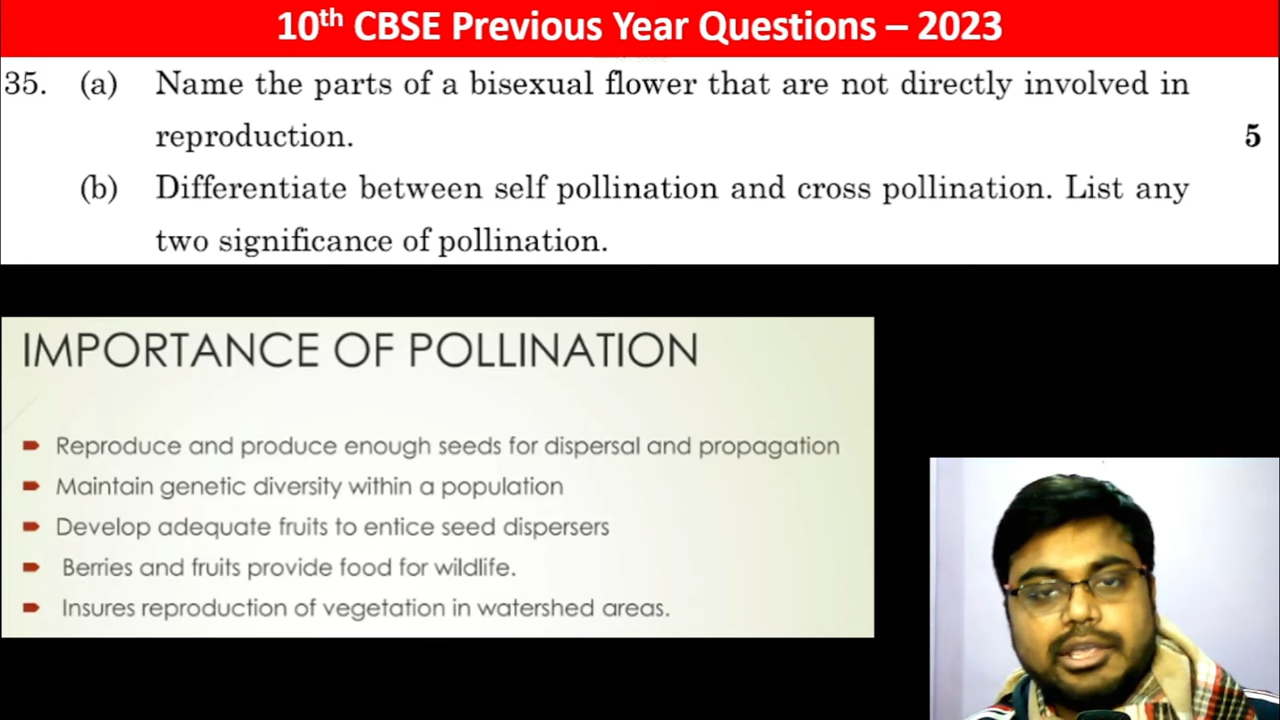 10th CBSE Previous Year Questions – 2023
35. (a) Name the parts of a bisexual flower that are not directly involved in
reproduction. 5
(b) Differentiate between self pollination and cross pollination. List any
two significance of pollination.
IMPORTANCE OF POLLINATION
Reproduce and produce enough seeds for dispersal and propagation
Maintain genetic diversity within a population
Develop adequate fruits to entice seed dispersers
Berries and fruits provide food for wildlife.
Insures reproduction of vegetation in watershed areas.